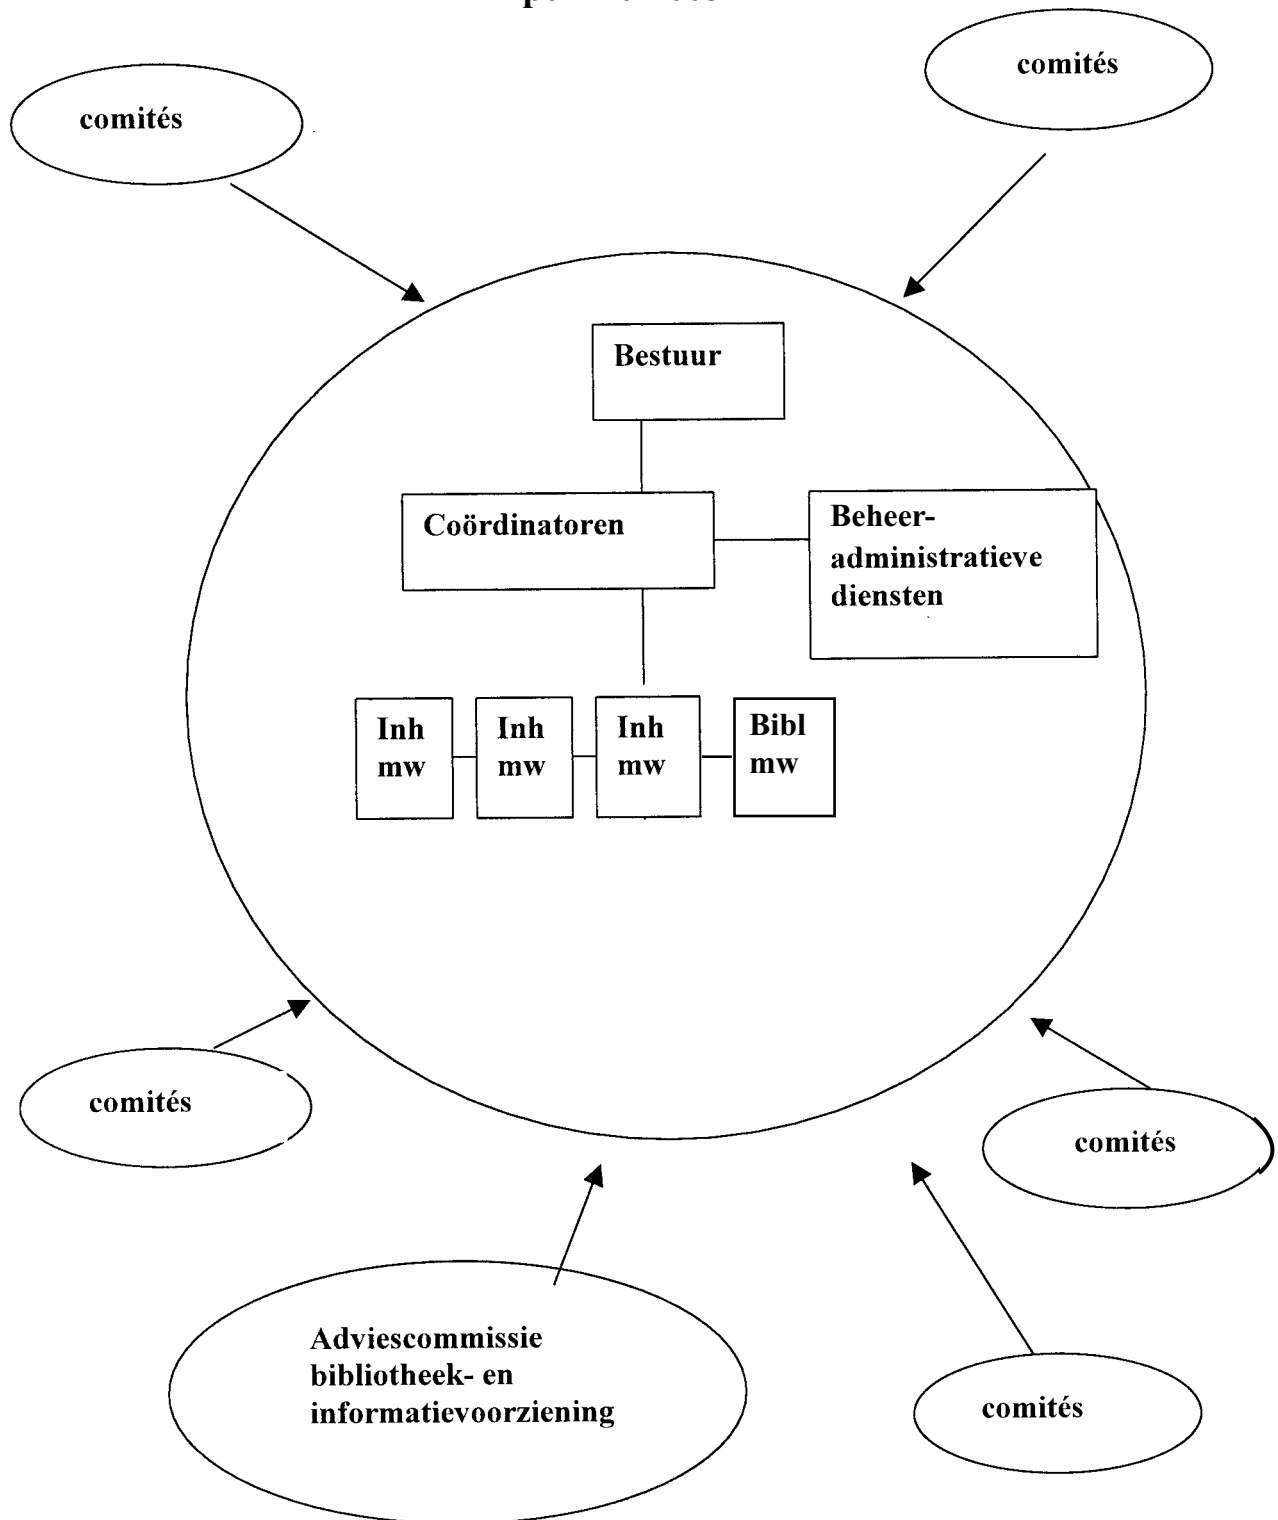 comités
comités
Bestuur
Coördinatoren
Beheer-
administratieve
diensten
Inh
mw
Inh
mw
Inh
mw
Bibl
mw
comités
comités
Adviescommissie
bibliotheek- en
informatievoorziening
comités